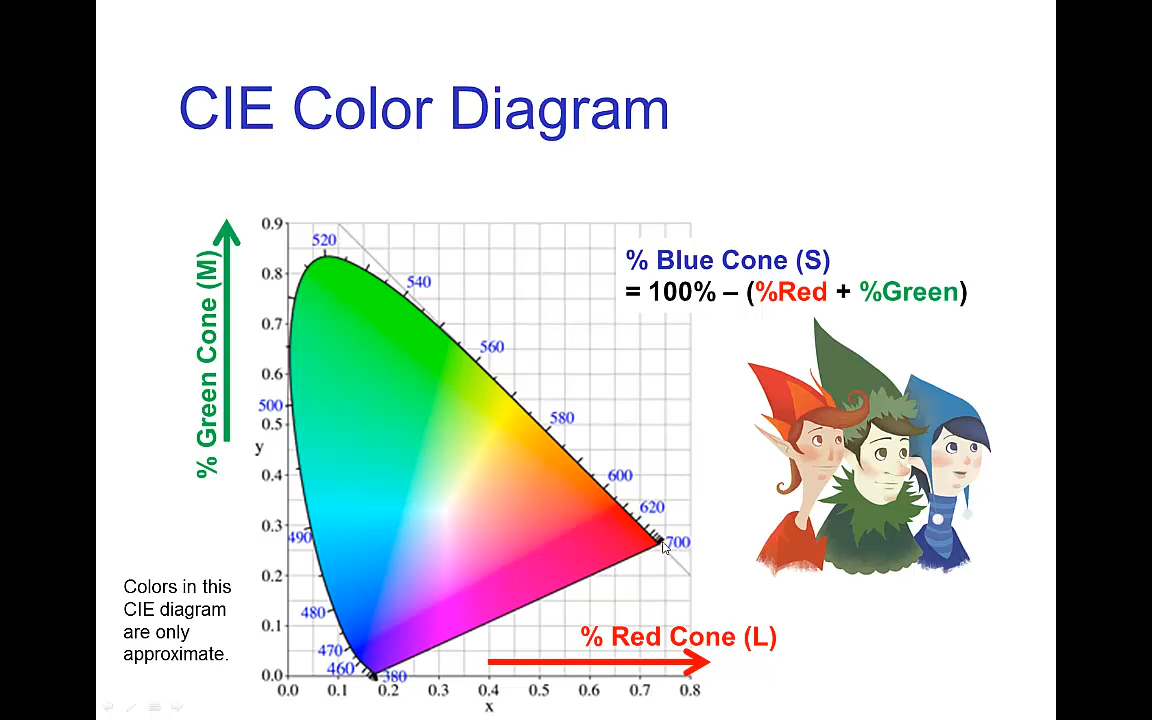 CIE Color Diagram
% Blue Cone (S)
= 100% – (%Red + %Green)
% Green Cone (M)
0.9
0.8
0.7
0.6
0.5
y
0.4
0.3
0.2
0.1
0.0
520
540
560
580
600
620
700
500
490
480
470
460
380
0.0 0.1 0.2 0.3 0.4 0.5 0.6 0.7 0.8
x
% Red Cone (L)
Colors in this
CIE diagram
are only
approximate.